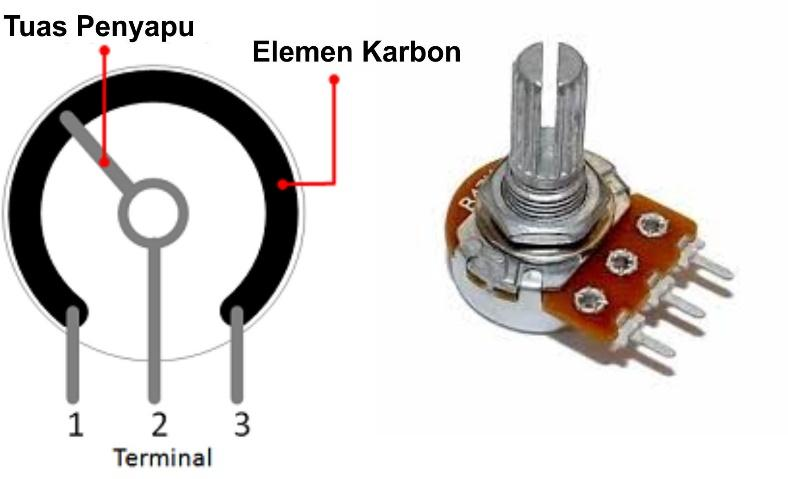 Tuas Penyapu
Elemen Karbon
1 2 3
Terminal